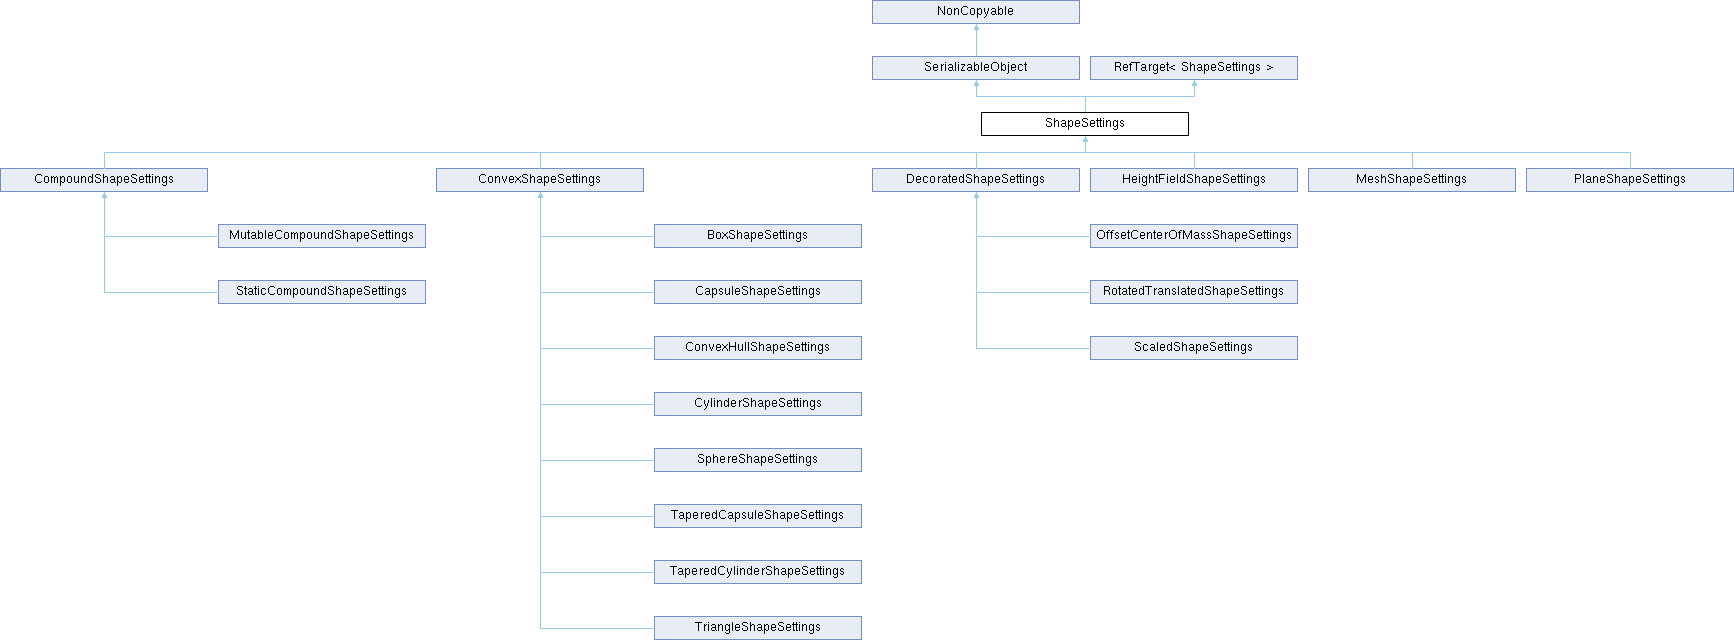 NonCopyable
SerializableObject
RefTarget< ShapeSettings >
ShapeSettings
CompoundShapeSettings
ConvexShapeSettings
DecoratedShapeSettings
HeightFieldShapeSettings
MeshShapeSettings
PlaneShapeSettings
MutableCompoundShapeSettings
BoxShapeSettings
OffsetCenterOfMassShapeSettings
StaticCompoundShapeSettings
CapsuleShapeSettings
RotatedTranslatedShapeSettings
ConvexHullShapeSettings
ScaledShapeSettings
CylinderShapeSettings
SphereShapeSettings
TaperedCapsuleShapeSettings
TaperedCylinderShapeSettings
TriangleShapeSettings